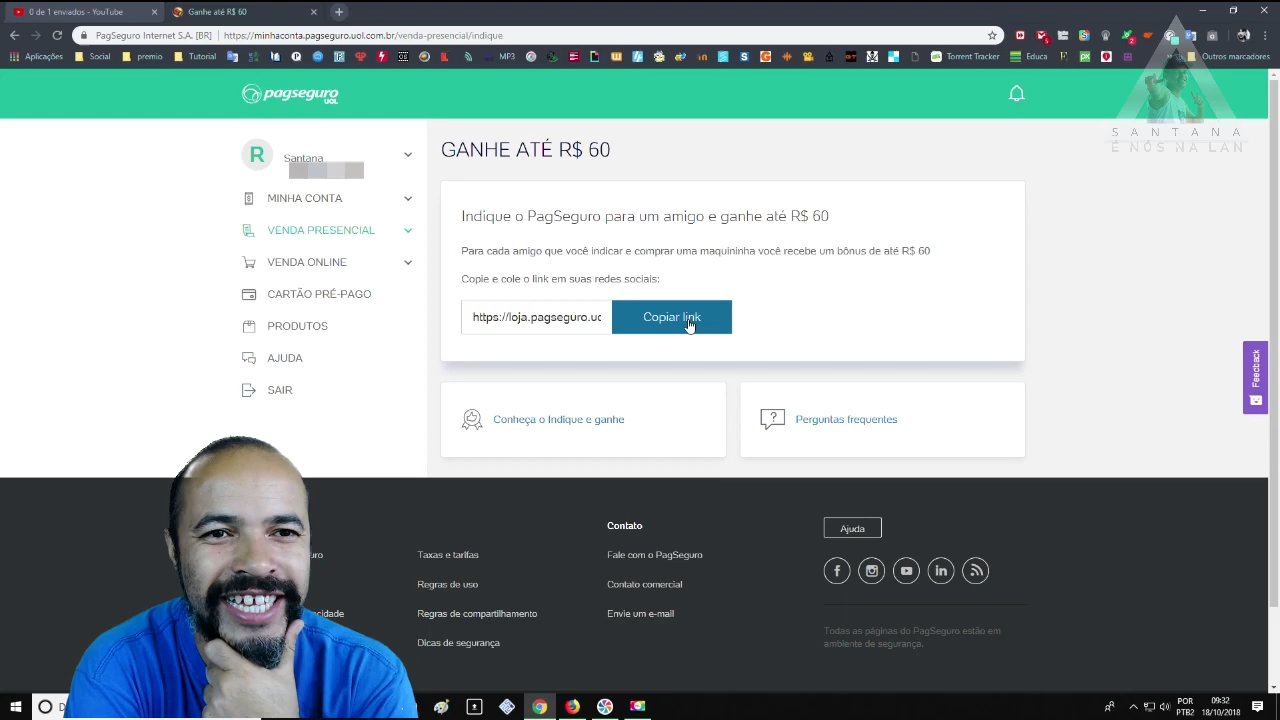 0 de 1 enviados - YouTube
Ganhe até R$ 60
PagSeguro Internet S.A. [BR]
https://minhaconta.pagseguro.uol.com.br/venda-presencial/indique
Aplicações
Social
premio
Tutorial
MP3
Torrent Tracker
Educa
Outros marcadores
pagseguro
UOL
SANTANA
É NÓS NA LAN
R
Santana
MINHA CONTA
VENDA PRESENCIAL
VENDA ONLINE
CARTÃO PRÉ-PAGO
PRODUTOS
AJUDA
SAIR
GANHE ATÉ R$ 60
Indique o PagSeguro para um amigo e ganhe até R$ 60
Para cada amigo que você indicar e comprar uma maquininha você recebe um bônus de até R$ 60
Copie e cole o link em suas redes sociais:
https://loja.pagseguro.uo
Copiar link
Conheça o Indique e ganhe
Perguntas frequentes
Feedback
uro
acidade
Taxas e tarifas
Regras de uso
Regras de compartilhamento
Dicas de segurança
Contato
Fale com o PagSeguro
Contato comercial
Envie um e-mail
Ajuda
Todas as páginas do PagSeguro estão em
ambiente de segurança.
D
POR
PTB2
09:32
18/10/2018